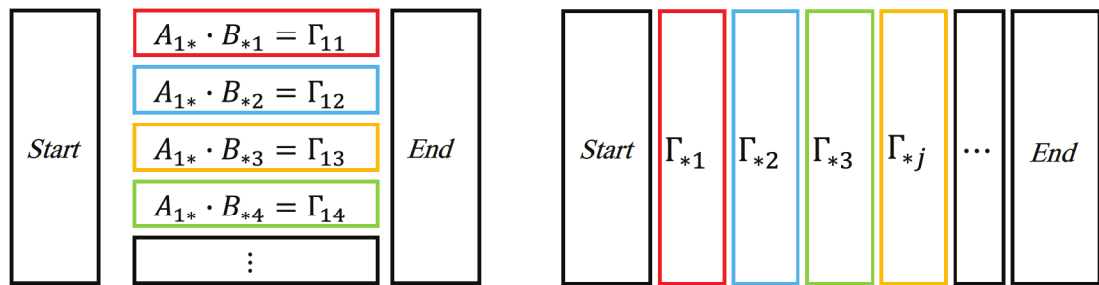 Start
A₁* · B*₁ = Γ₁₁
A₁* · B*₂ = Γ₁₂
A₁* · B*₃ = Γ₁₃
A₁* · B*₄ = Γ₁₄
⋮
End
Start
Γ*₁
Γ*₂
Γ*₃
Γ*ⱼ
⋯
End